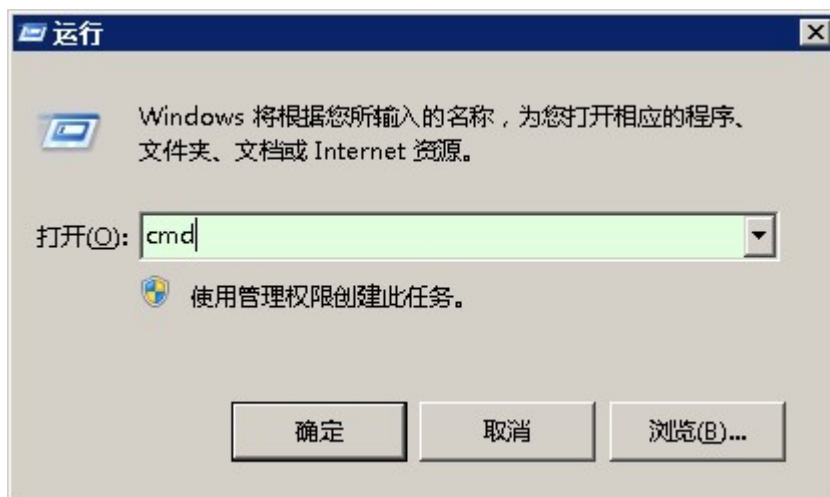 运行
Windows 将根据您所输入的名称，为您打开相应的程序、
文件夹、文档或 Internet 资源。
打开(O): cmd
使用管理权限创建此任务。
确定 取消 浏览(B)...